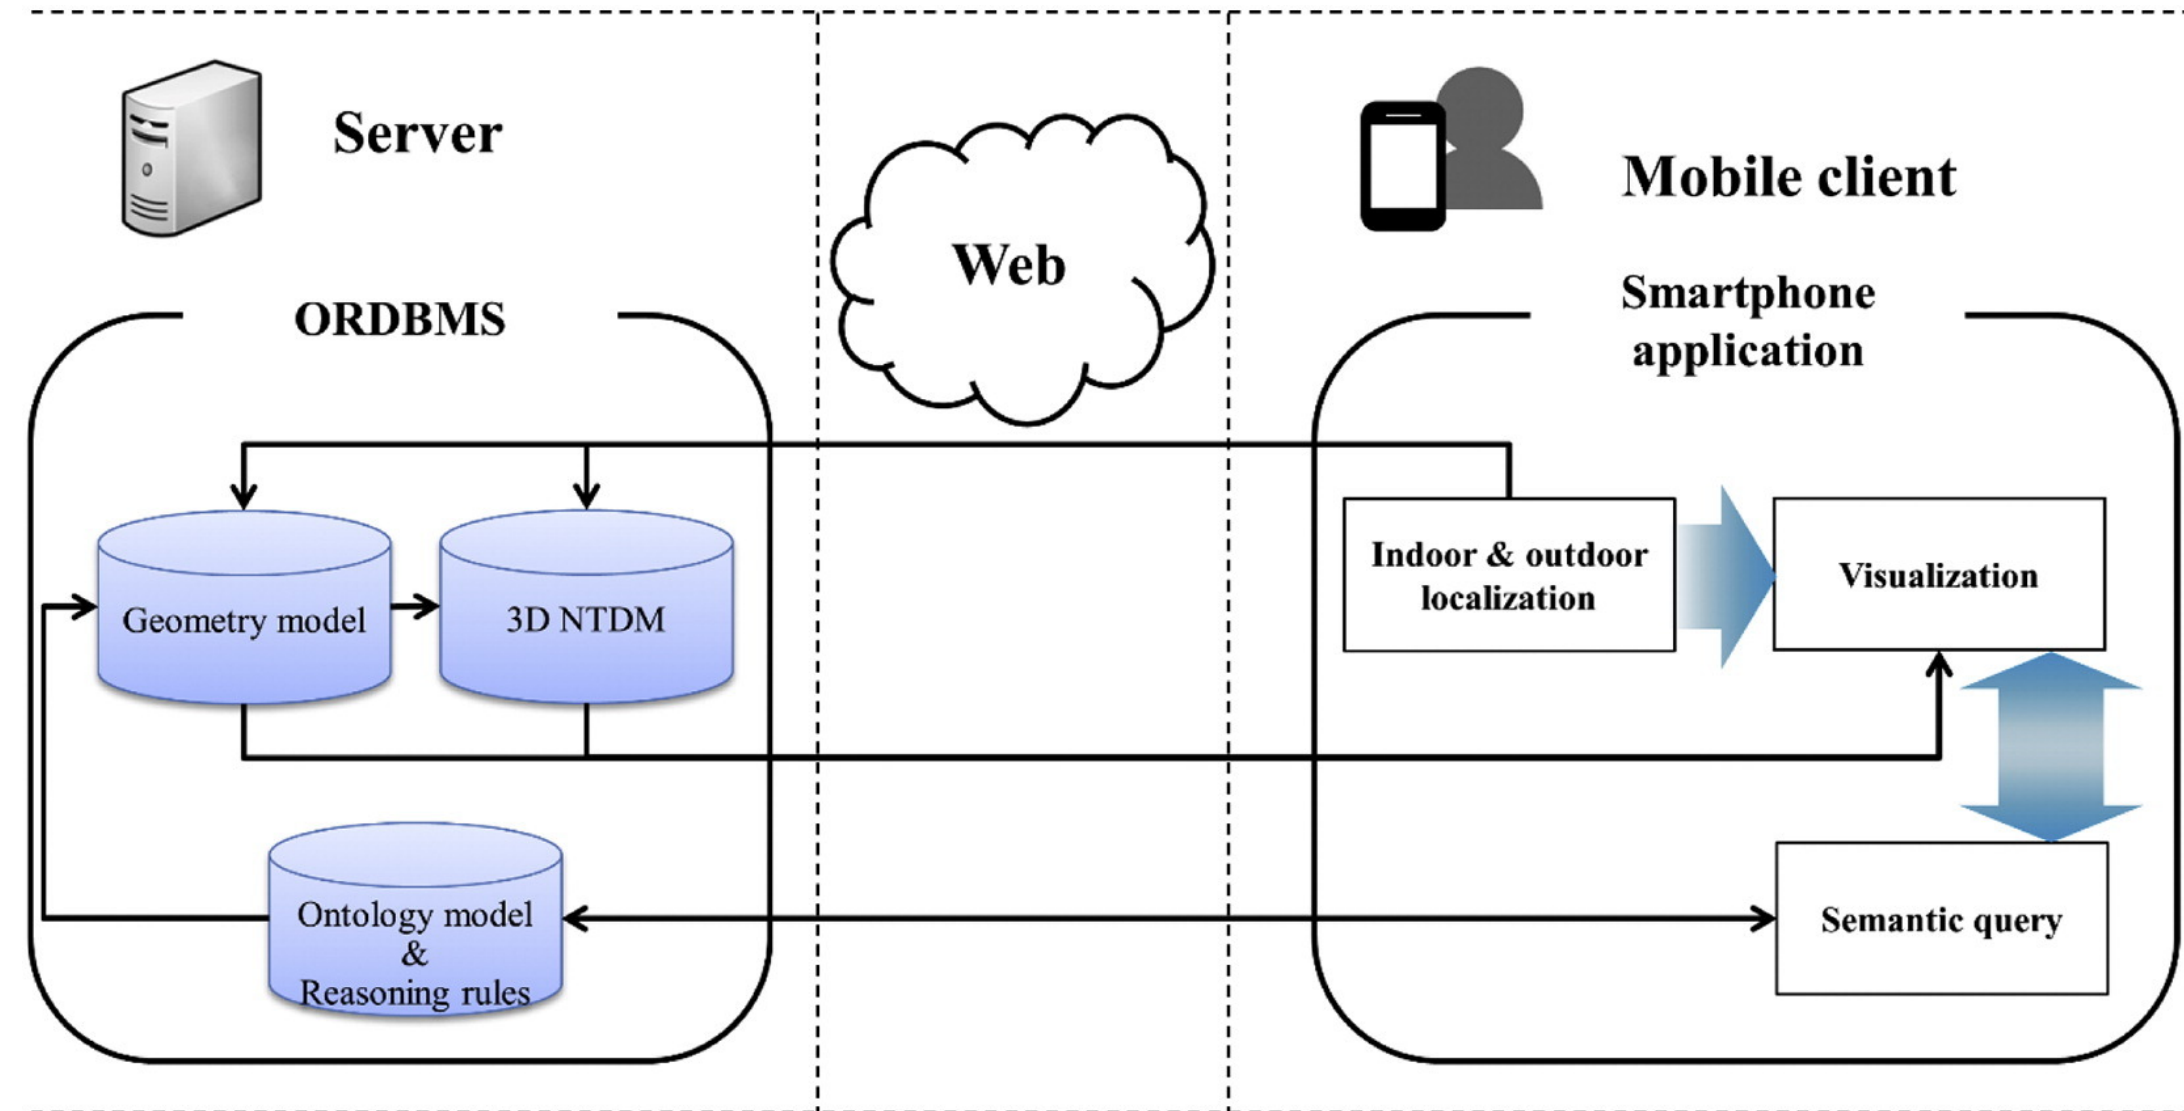 Server
Web
Mobile client
ORDBMS
Smartphone
application
Geometry model
3D NTDM
Indoor & outdoor
localization
Visualization
Ontology model
&
Reasoning rules
Semantic query